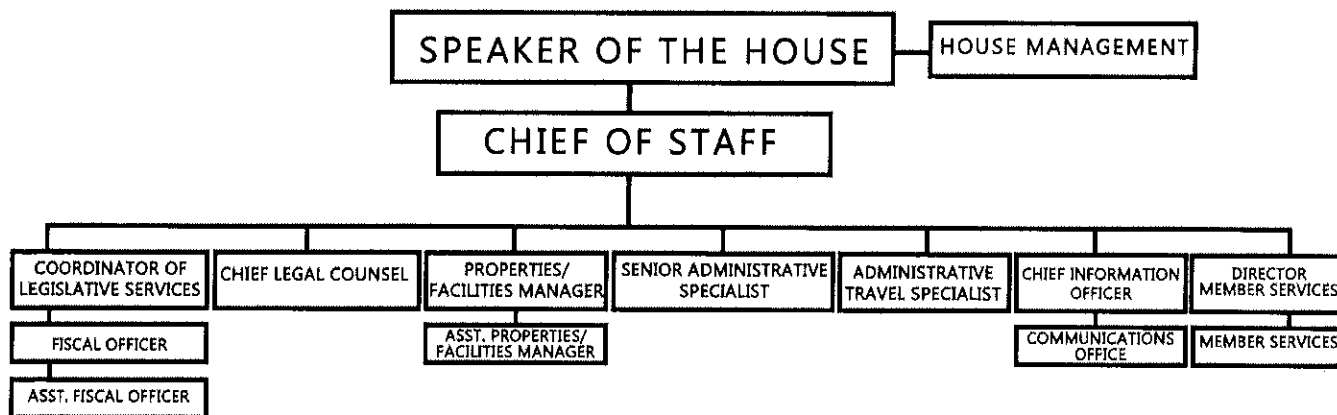 SPEAKER OF THE HOUSE
HOUSE MANAGEMENT
CHIEF OF STAFF
COORDINATOR OF
LEGISLATIVE SERVICES
CHIEF LEGAL COUNSEL
PROPERTIES/
FACILITIES MANAGER
SENIOR ADMINISTRATIVE
SPECIALIST
ADMINISTRATIVE
TRAVEL SPECIALIST
CHIEF INFORMATION
OFFICER
DIRECTOR
MEMBER SERVICES
FISCAL OFFICER
ASST. PROPERTIES/
FACILITIES MANAGER
COMMUNICATIONS
OFFICE
MEMBER SERVICES
ASST. FISCAL OFFICER